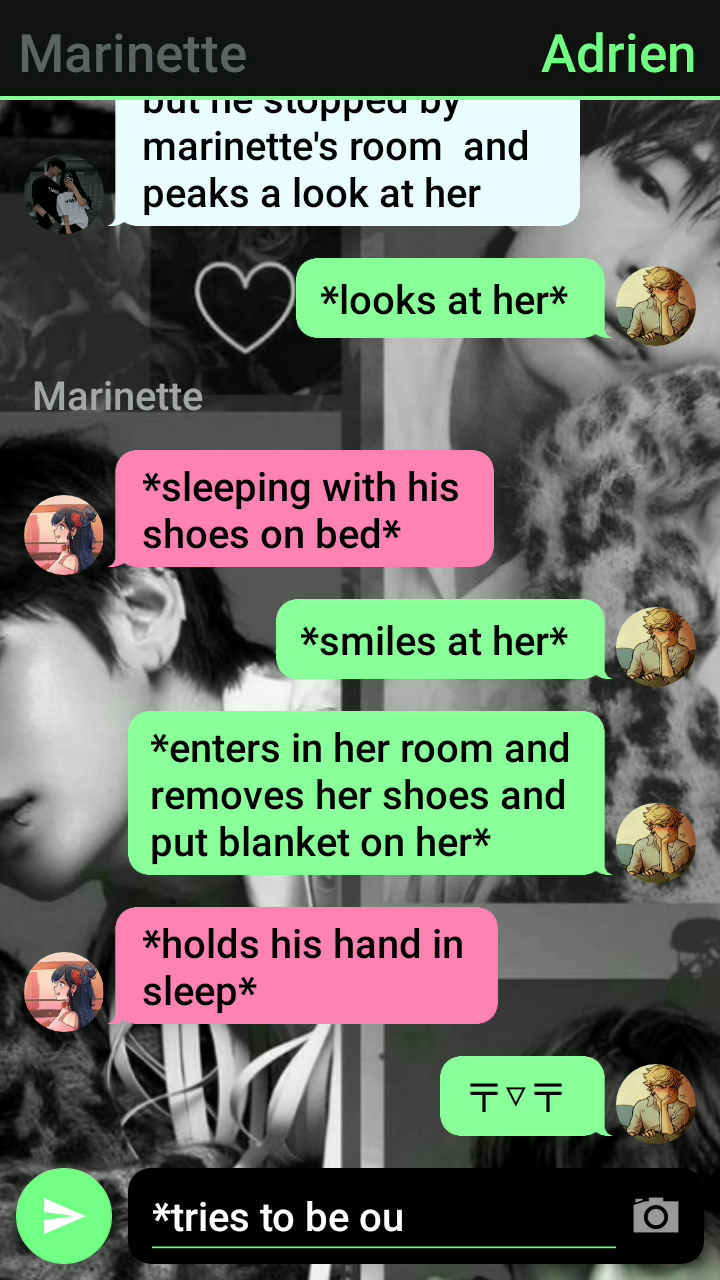 Marinette
Adrien
but he stopped by
marinette's room  and
peaks a look at her
*looks at her*
Marinette
*sleeping with his
shoes on bed*
*smiles at her*
*enters in her room and
removes her shoes and
put blanket on her*
*holds his hand in
sleep*
〒▽〒
*tries to be ou